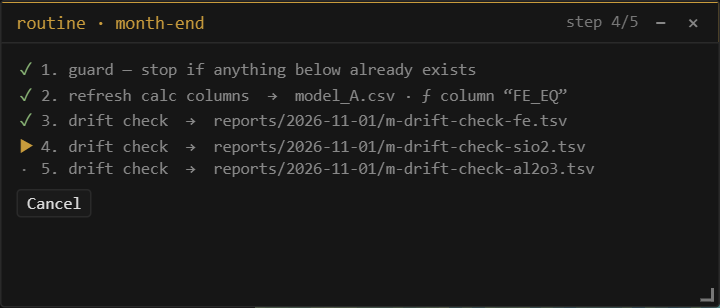 routine · month-end
step 4/5 − ×
✓ 1. guard — stop if anything below already exists
✓ 2. refresh calc columns → model_A.csv · ƒ column “FE_EQ”
✓ 3. drift check → reports/2026-11-01/m-drift-check-fe.tsv
▶ 4. drift check → reports/2026-11-01/m-drift-check-sio2.tsv
· 5. drift check → reports/2026-11-01/m-drift-check-al2o3.tsv
Cancel